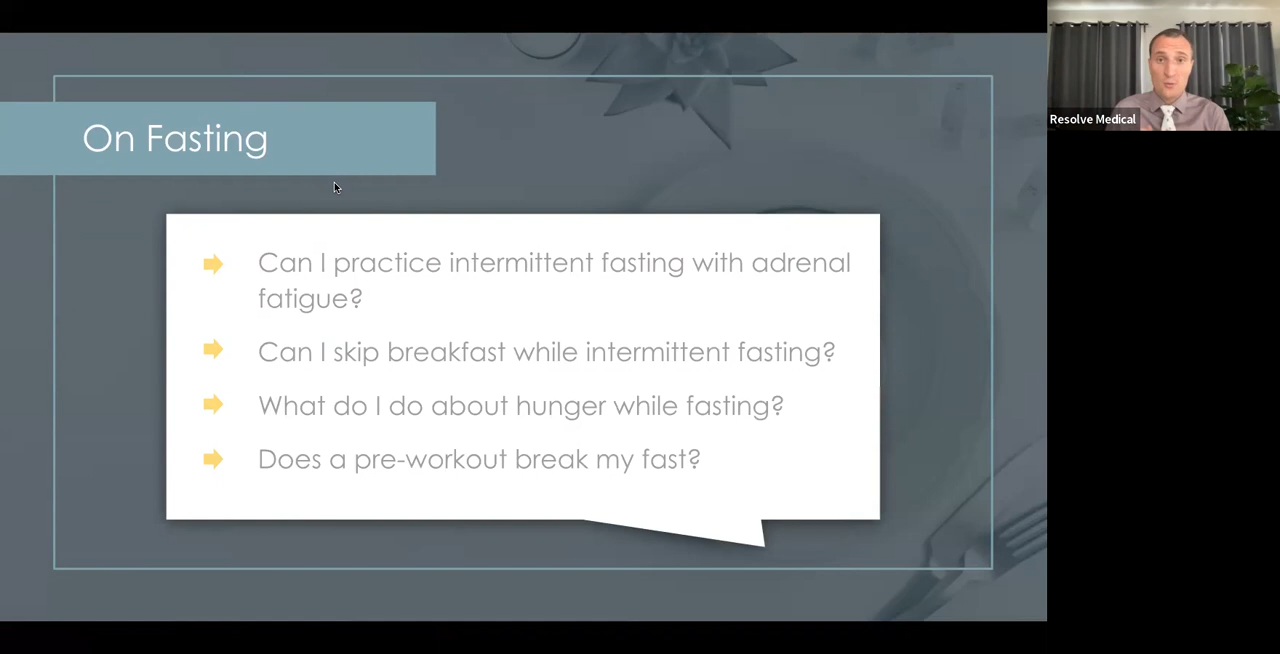 On Fasting
Can I practice intermittent fasting with adrenal
fatigue?
Can I skip breakfast while intermittent fasting?
What do I do about hunger while fasting?
Does a pre-workout break my fast?
Resolve Medical